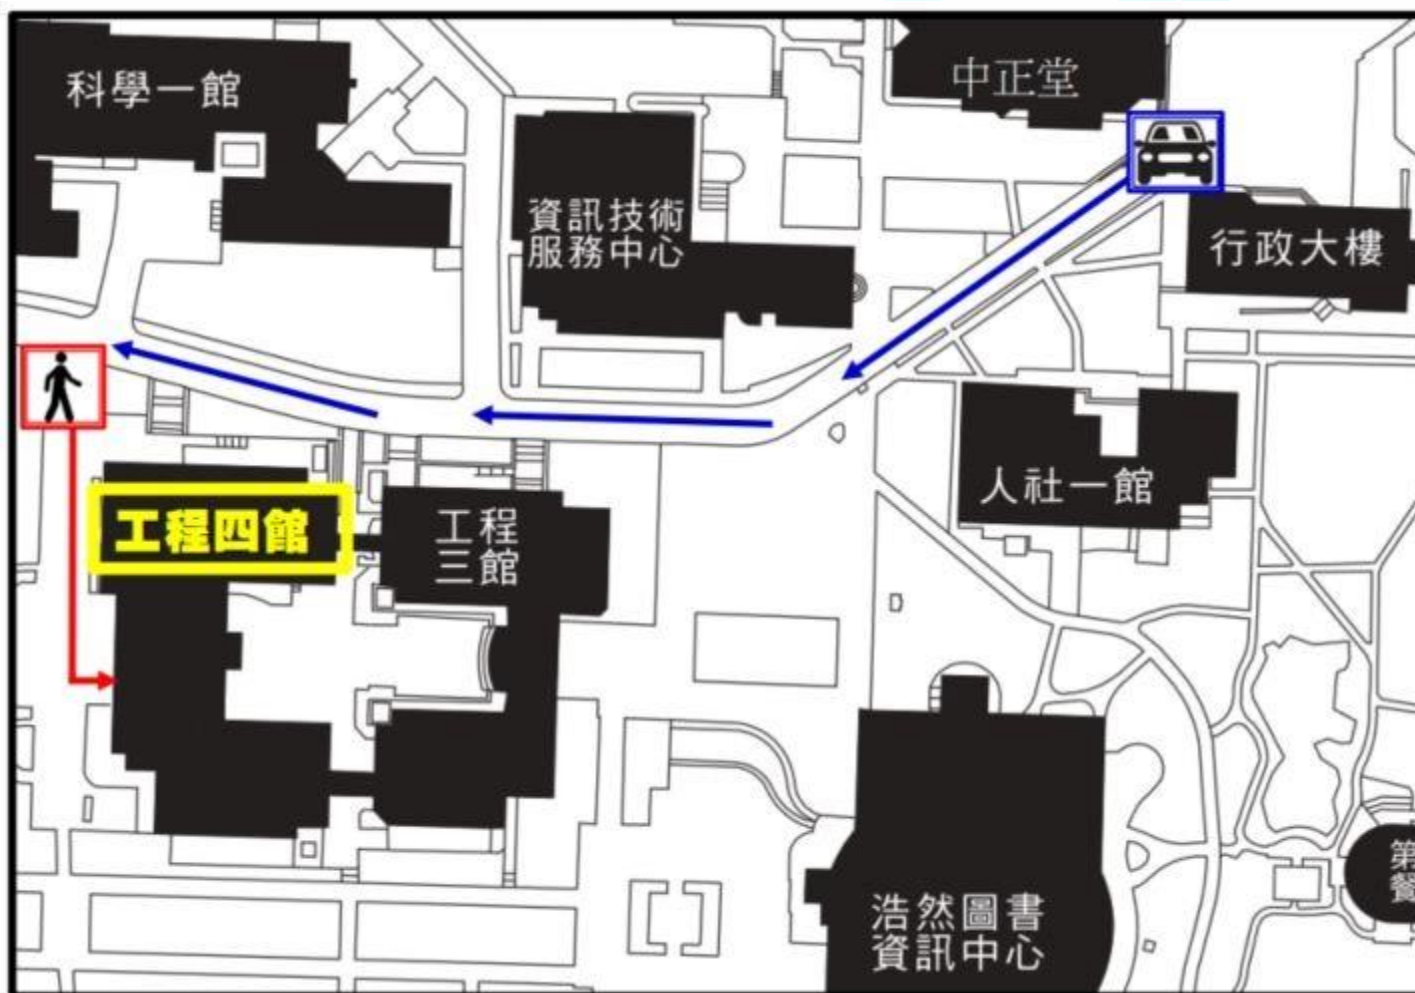 科學一館
中正堂
資訊技術
服務中心
行政大樓
人社一館
工程四館
工程
三館
第
餐
浩然圖書
資訊中心